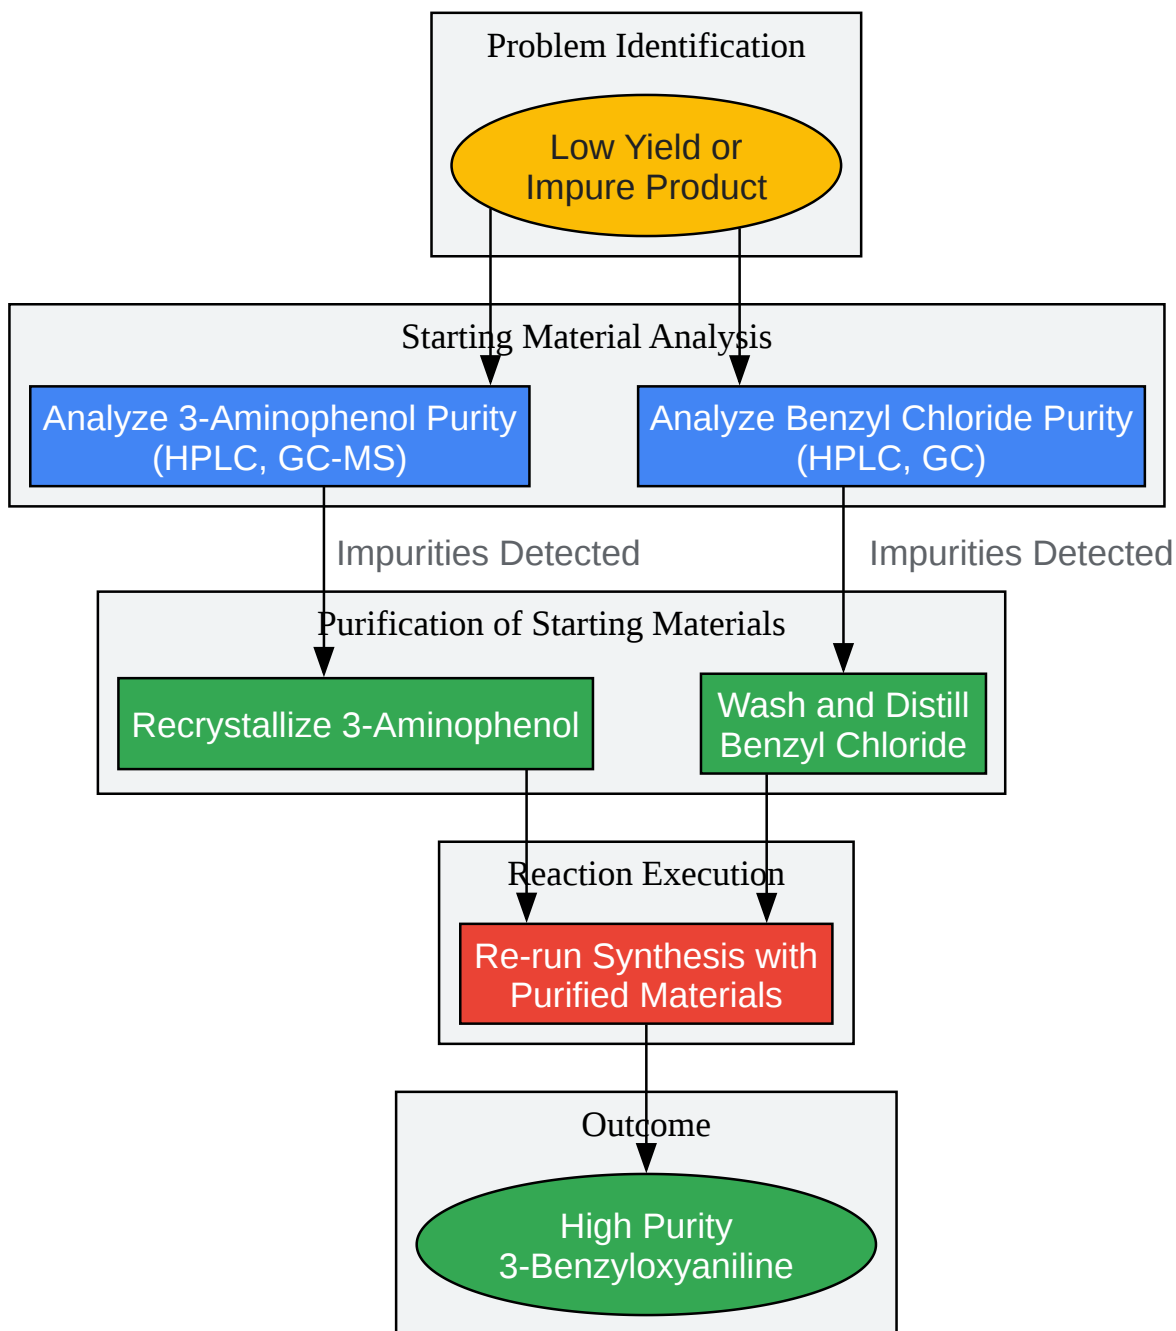 Problem Identification
Low Yield or
Impure Product
Starting Material Analysis
Analyze 3-Aminophenol Purity
(HPLC, GC-MS)
Analyze Benzyl Chloride Purity
(HPLC, GC)
Impurities Detected
Impurities Detected
Purification of Starting Materials
Recrystallize 3-Aminophenol
Wash and Distill
Benzyl Chloride
Reaction Execution
Re-run Synthesis with
Purified Materials
Outcome
High Purity
3-Benzyloxyaniline